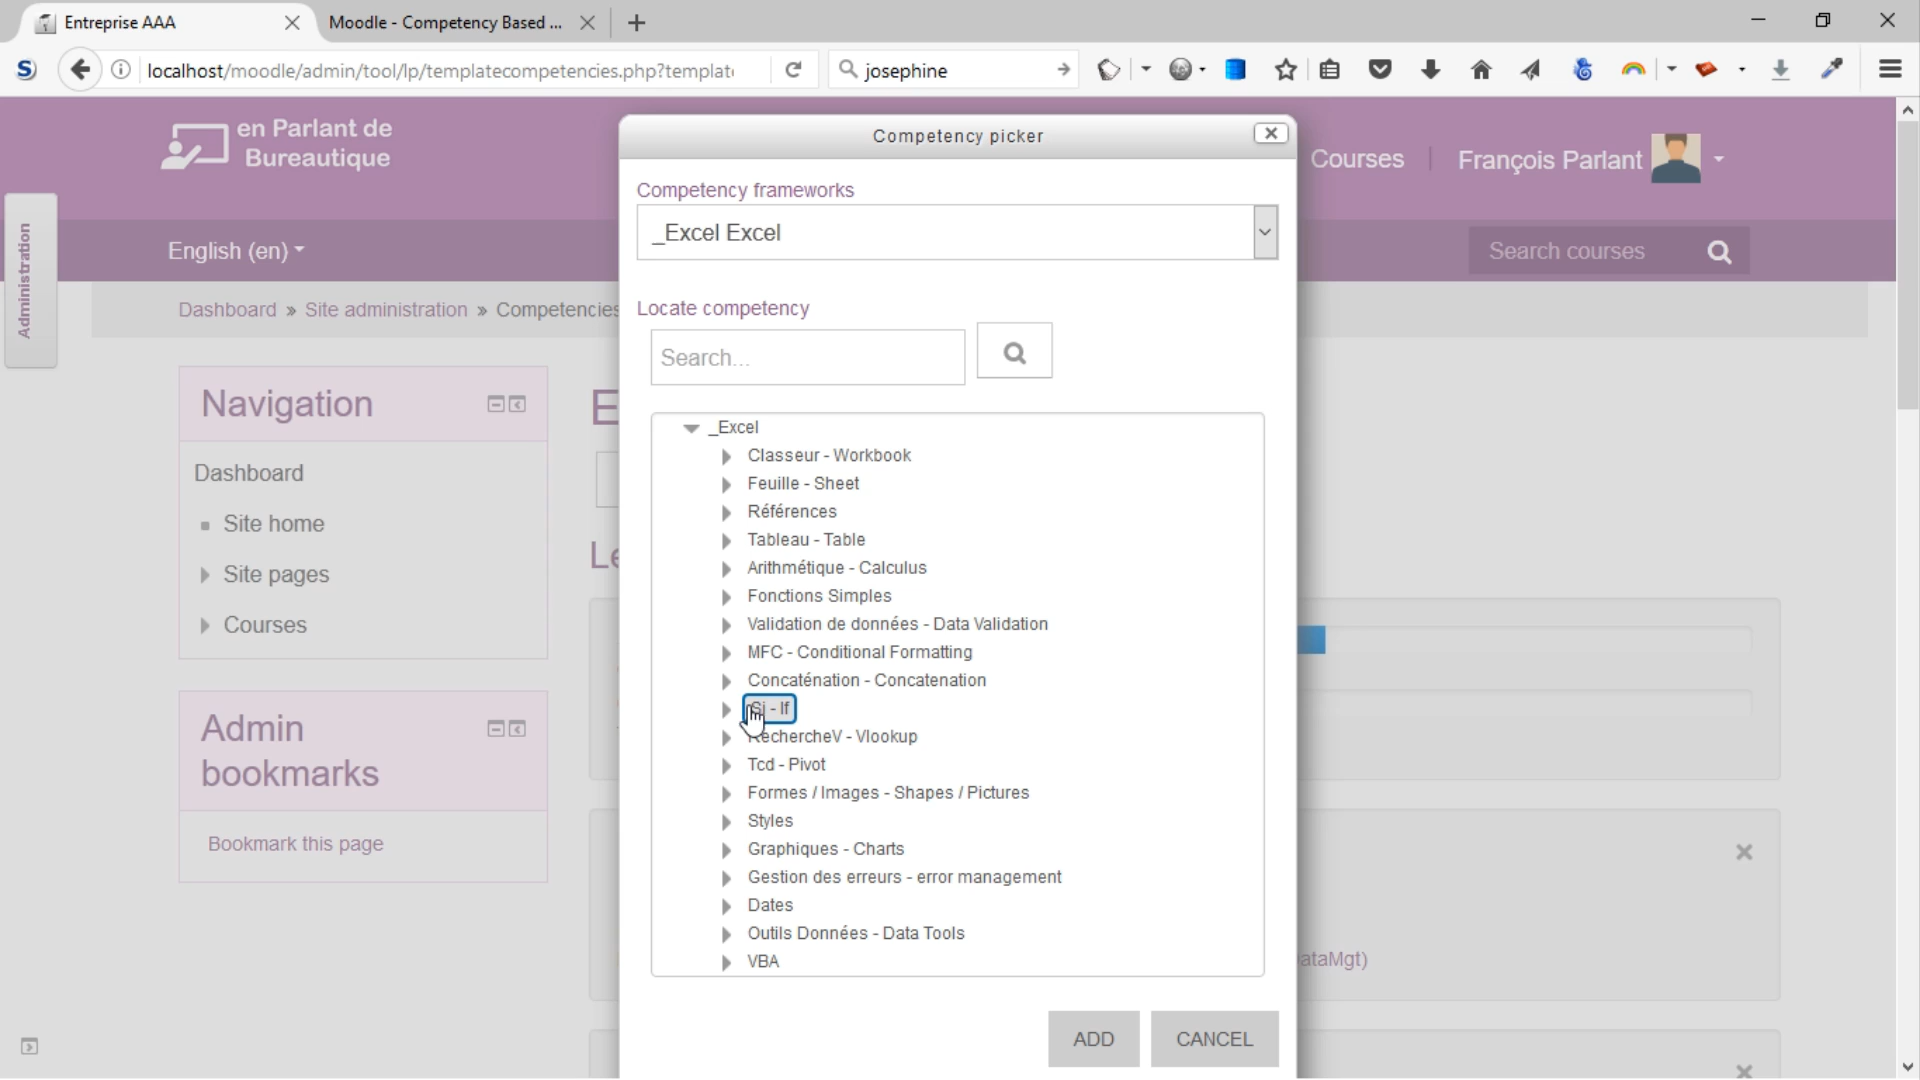 Entreprise AAA
Moodle - Competency Based ...
localhost/moodle/admin/tool/lp/templatecompetencies.php?templat
josephine
en Parlant de
Bureautique
Courses
François Parlant
Administration
English (en)
Search courses
Dashboard » Site administration » Competencies
Navigation
Dashboard
Site home
Site pages
Courses
Admin
bookmarks
Bookmark this page
Competency picker
Competency frameworks
_Excel Excel
Locate competency
Search...
_Excel
Classeur - Workbook
Feuille - Sheet
Références
Tableau - Table
Arithmétique - Calculus
Fonctions Simples
Validation de données - Data Validation
MFC - Conditional Formatting
Concaténation - Concatenation
Si - If
RechercheV - Vlookup
Tcd - Pivot
Formes / Images - Shapes / Pictures
Styles
Graphiques - Charts
Gestion des erreurs - error management
Dates
Outils Données - Data Tools
VBA
ADD
CANCEL
ataMgt)